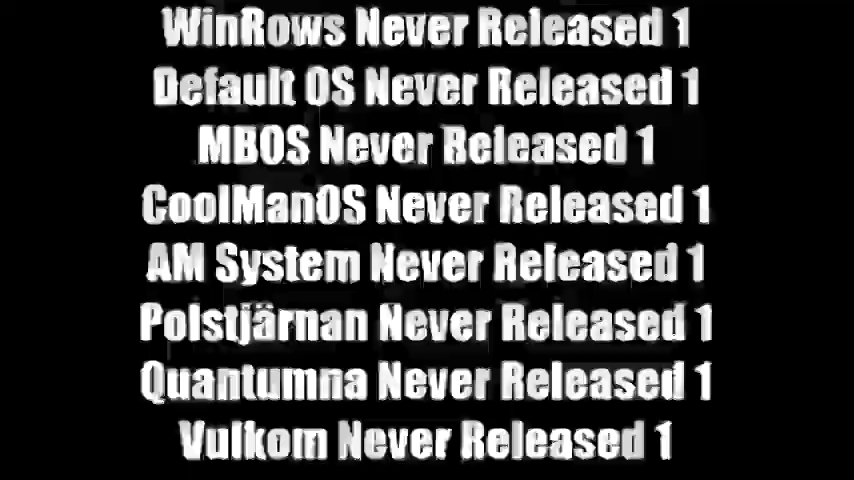 WinRows Never Released 1
Default OS Never Released 1
MBOS Never Released 1
CoolManOS Never Released 1
AM System Never Released 1
Polstjärnan Never Released 1
Quantumna Never Released 1
Vulkom Never Released 1